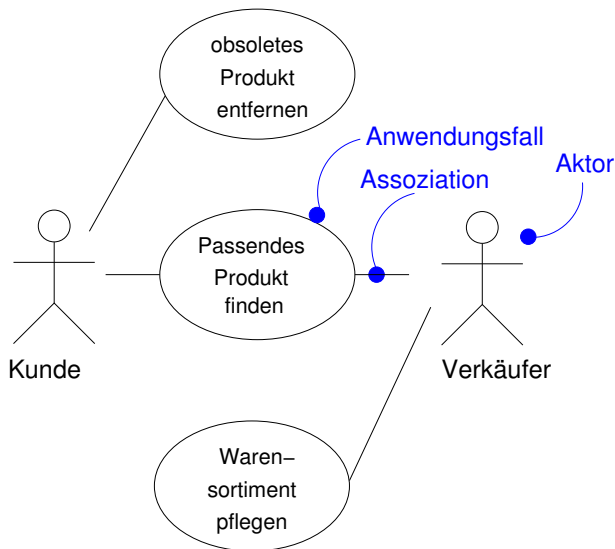 obsoletes
Produkt
entfernen
Anwendungsfall
Assoziation
Aktor
Passendes
Produkt
finden
Kunde
Verkäufer
Waren−
sortiment
pflegen